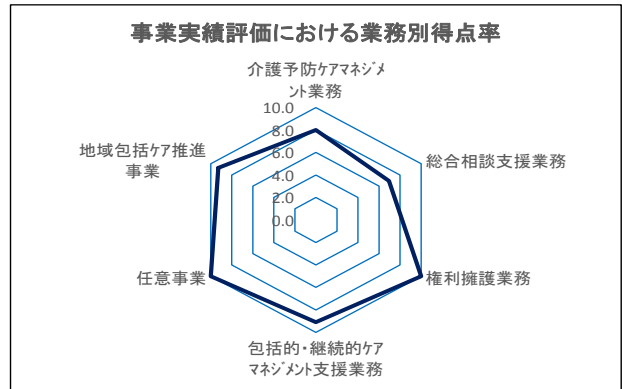 事業実績評価における業務別得点率
介護予防ｹｱﾏﾈｼﾞﾒ
ﾝﾄ業務
10.0
8.0
6.0
4.0
2.0
0.0
総合相談支援業務
権利擁護業務
包括的・継続的ｹｱ
ﾏﾈｼﾞﾒﾝﾄ支援業務
任意事業
地域包括ケア推進
事業